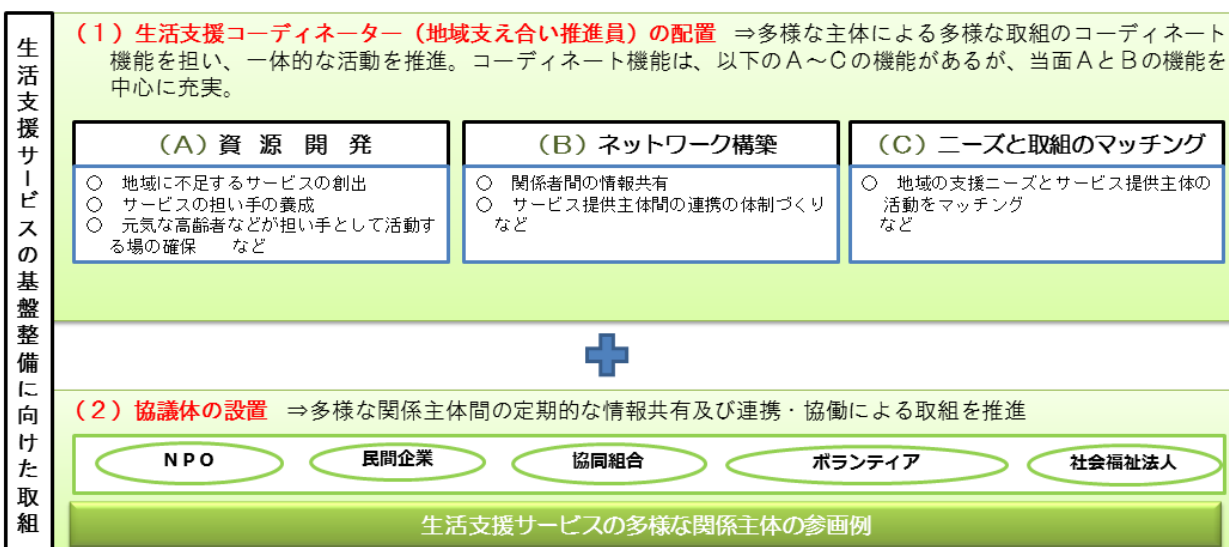 生活支援サービスの基盤整備に向けた取組
（１）生活支援コーディネーター（地域支え合い推進員）の配置 ⇒多様な主体による多様な取組のコーディネート
機能を担い、一体的な活動を推進。コーディネート機能は、以下のＡ～Ｃの機能があるが、当面ＡとＢの機能を
中心に充実。
（Ａ）資 源 開 発
○ 地域に不足するサービスの創出
○ サービスの担い手の養成
○ 元気な高齢者などが担い手として活動す
る場の確保 など
（Ｂ）ネットワーク構築
○ 関係者間の情報共有
○ サービス提供主体間の連携の体制づくり
など
（Ｃ）ニーズと取組のマッチング
○ 地域の支援ニーズとサービス提供主体の
活動をマッチング
など
（２）協議体の設置 ⇒多様な関係主体間の定期的な情報共有及び連携・協働による取組を推進
ＮＰＯ
民間企業
協同組合
ボランティア
社会福祉法人
生活支援サービスの多様な関係主体の参画例